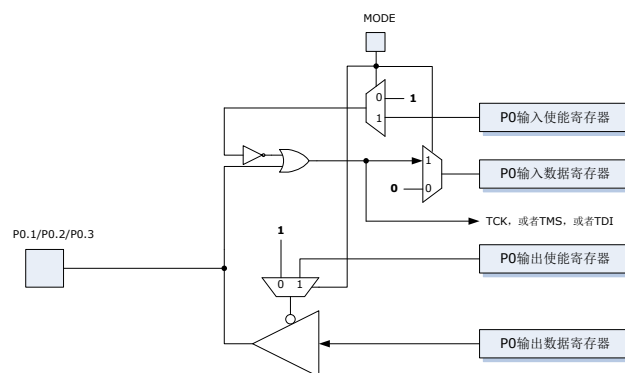 MODE
0
1
1
P0输入使能寄存器
1
0
0
P0输入数据寄存器
TCK，或者TMS，或者TDI
P0.1/P0.2/P0.3
1
0 1
P0输出使能寄存器
P0输出数据寄存器